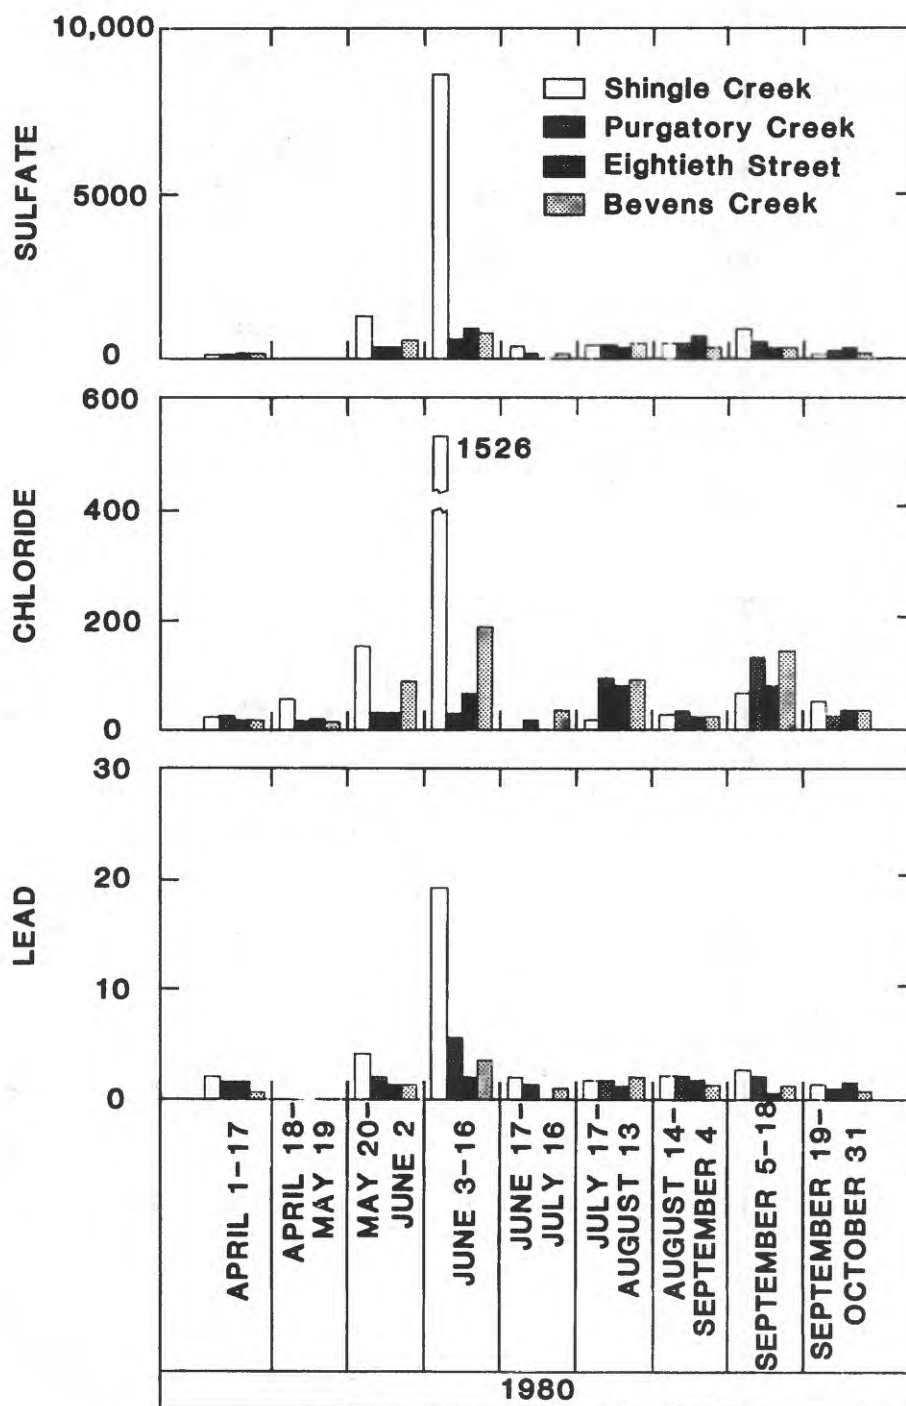 SULFATE
10,000
5000
0
Shingle Creek
Purgatory Creek
Eightieth Street
Bevens Creek
CHLORIDE
600
400
200
0
1526
LEAD
30
20
10
0
APRIL 1-17
APRIL 18-
MAY 19
MAY 20-
JUNE 2
JUNE 3-16
JUNE 17-
JULY 16
JULY 17-
AUGUST 13
AUGUST 14-
SEPTEMBER 4
SEPTEMBER 5-18
SEPTEMBER 19-
OCTOBER 31
1980